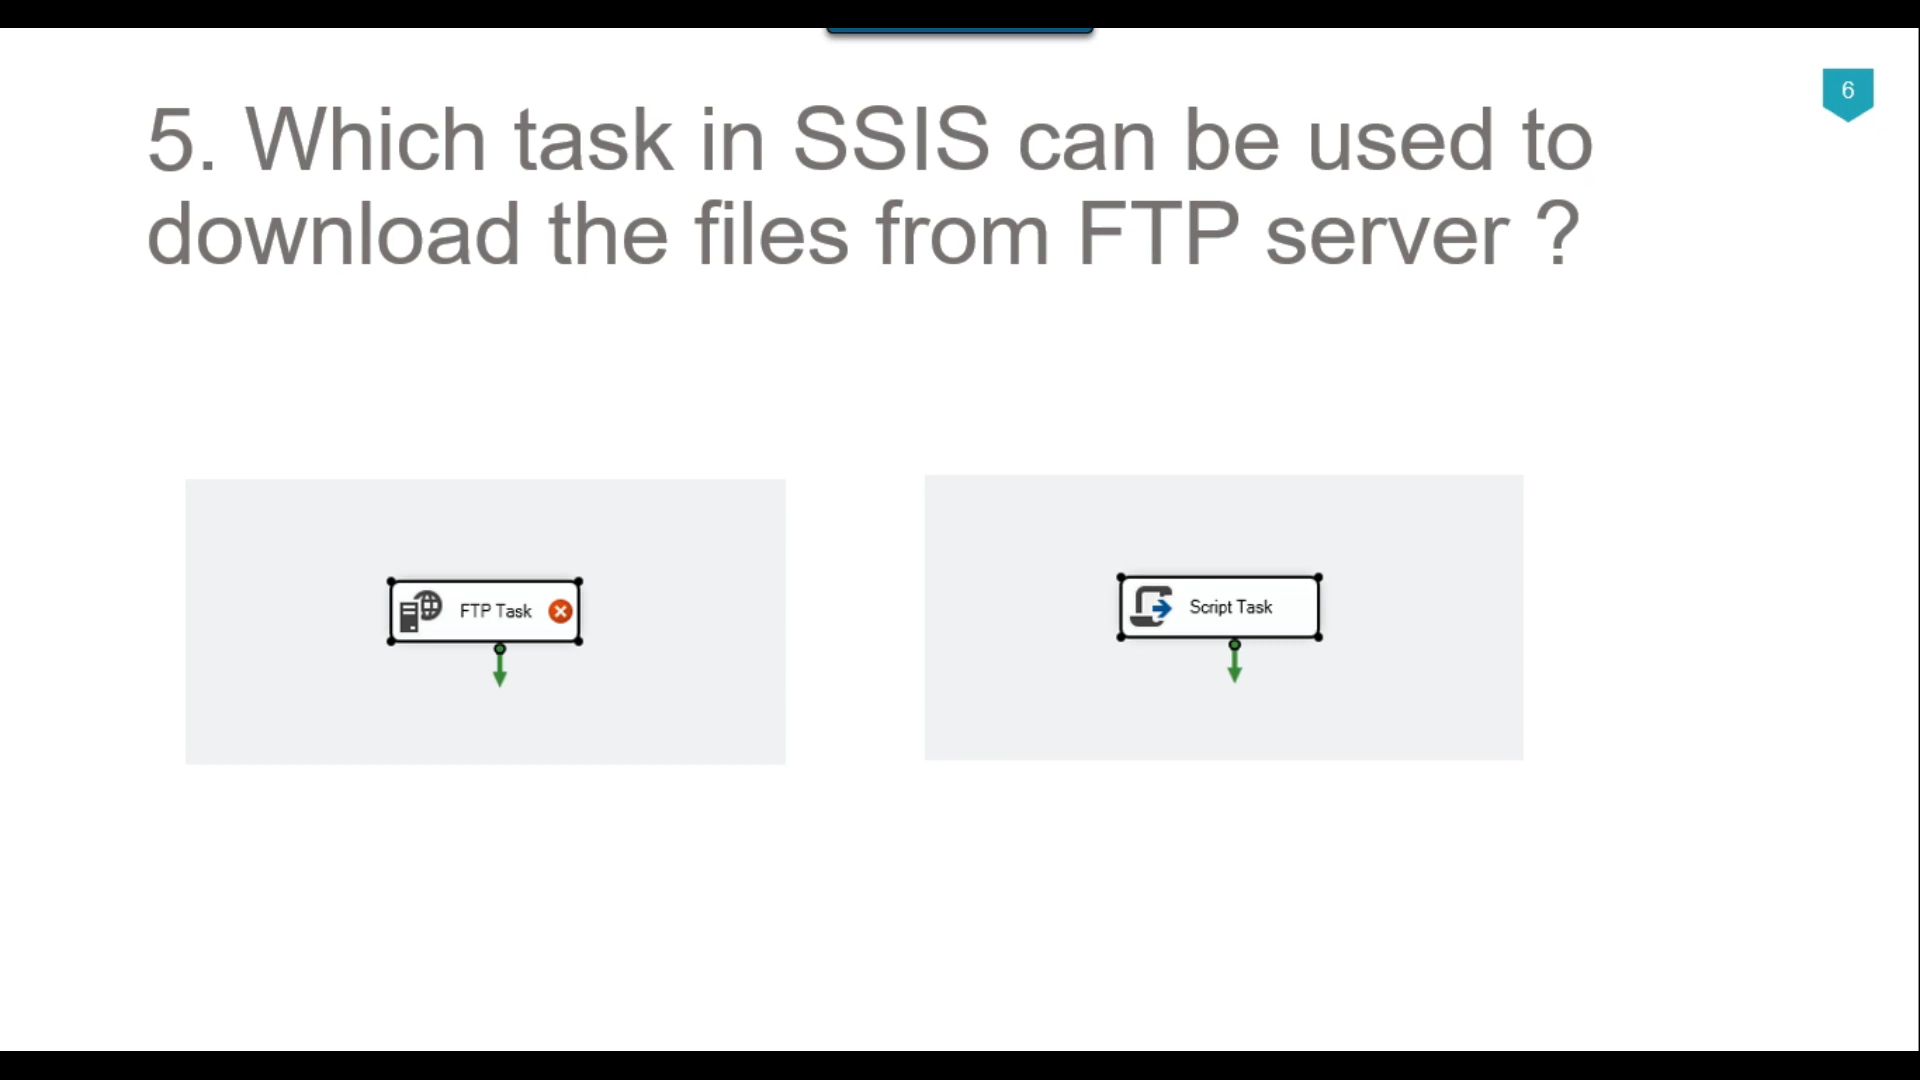 6
5. Which task in SSIS can be used to
download the files from FTP server ?
FTP Task
Script Task